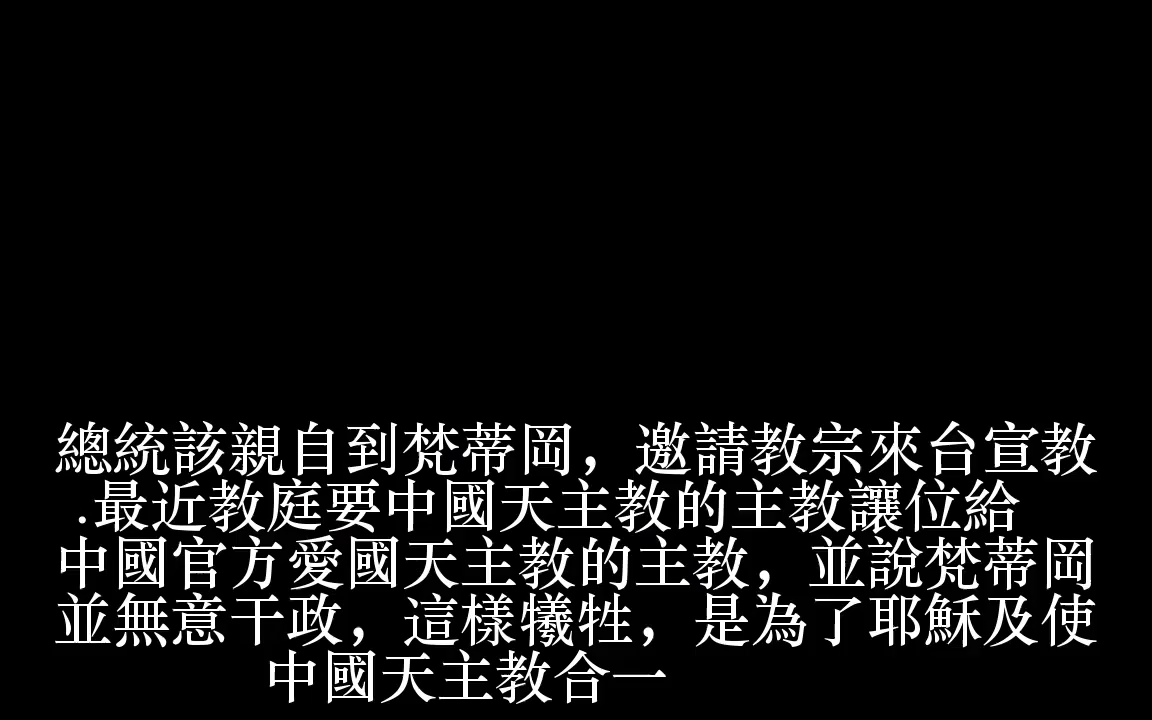 總統該親自到梵蒂岡，邀請教宗來台宣教
.最近教庭要中國天主教的主教讓位給
中國官方愛國天主教的主教，並說梵蒂岡
並無意干政，這樣犧牲，是為了耶穌及使
中國天主教合一